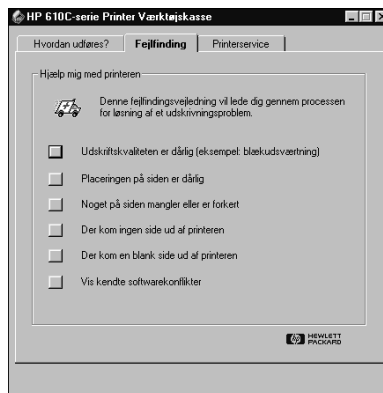 HP 610C-serie Printer Værktøjskasse
Hvordan udføres? Fejlfinding Printerservice
Hjælp mig med printeren
Denne fejlfindingsvejledning vil lede dig gennem processen
for løsning af et udskrivningsproblem.
Udskriftskvaliteten er dårlig (eksempel: blækudsværtning)
Placeringen på siden er dårlig
Noget på siden mangler eller er forkert
Der kom ingen side ud af printeren
Der kom en blank side ud af printeren
Vis kendte softwarekonflikter
hp HEWLETT
PACKARD